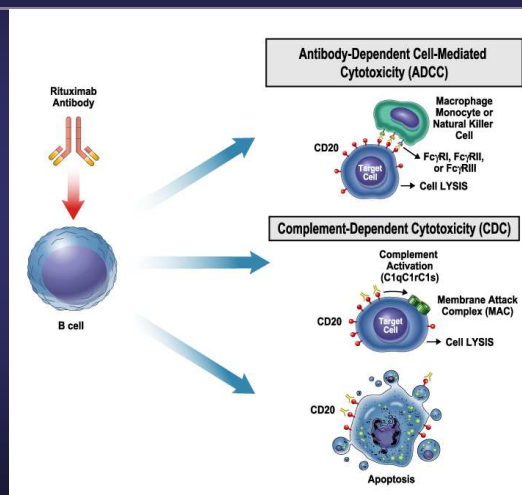 Antibody-Dependent Cell-Mediated
Cytotoxicity (ADCC)
Rituximab
Antibody
Macrophage
Monocyte or
Natural Killer
Cell
CD20
Target
Cell
FcγRI, FcγRII,
or FcγRIII
Cell LYSIS
Complement-Dependent Cytotoxicity (CDC)
Complement
Activation
(C1qC1rC1s)
Membrane Attack
Complex (MAC)
B cell
CD20
Target
Cell
Cell LYSIS
CD20
Apoptosis